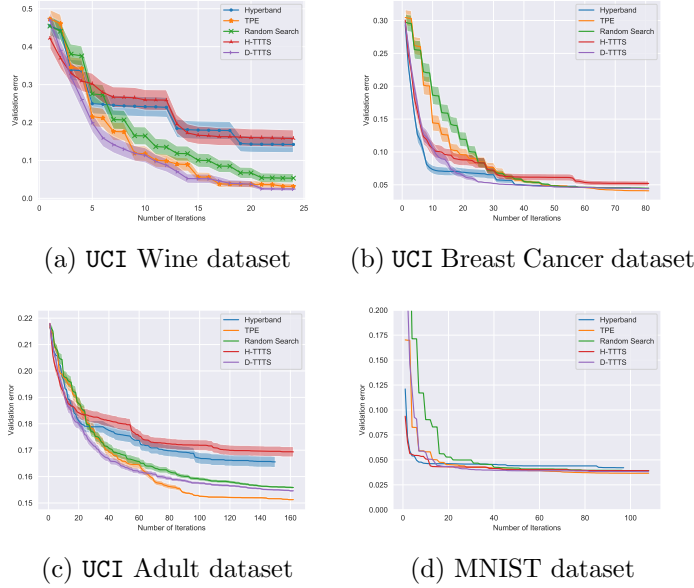 0.5
0.4
0.3
0.2
0.1
0.0
Validation error
0 5 10 15 20 25
Number of Iterations
Hyperband
TPE
Random Search
H-TTTS
D-TTTS
(a) UCI Wine dataset
0.30
0.25
0.20
0.15
0.10
0.05
Validation error
0 10 20 30 40 50 60 70 80
Number of Iterations
Hyperband
TPE
Random Search
H-TTTS
D-TTTS
(b) UCI Breast Cancer dataset
0.22
0.21
0.20
0.19
0.18
0.17
0.16
0.15
Validation error
0 20 40 60 80 100 120 140 160
Number of Iterations
Hyperband
TPE
Random Search
H-TTTS
D-TTTS
(c) UCI Adult dataset
0.200
0.175
0.150
0.125
0.100
0.075
0.050
0.025
0.000
Validation error
0 20 40 60 80 100
Number of Iterations
Hyperband
TPE
Random Search
H-TTTS
D-TTTS
(d) MNIST dataset